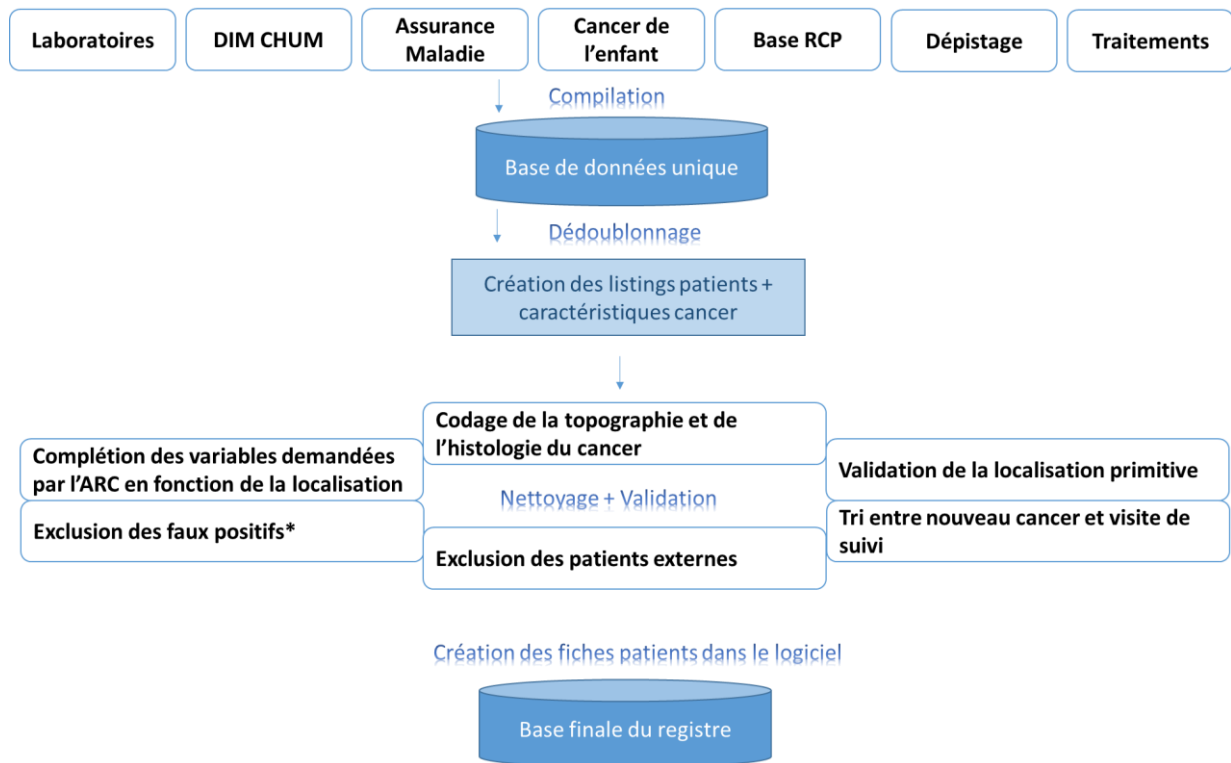 Laboratoires
DIM CHUM
Assurance
Maladie
Cancer de
l'enfant
Base RCP
Dépistage
Traitements
Compilation
Base de données unique
Dédoublonnage
Création des listings patients +
caractéristiques cancer
Codage de la topographie et de
l'histologie du cancer
Complétion des variables demandées
par l'ARC en fonction de la localisation
Validation de la localisation primitive
Nettoyage + Validation
Exclusion des faux positifs*
Tri entre nouveau cancer et visite de
suivi
Exclusion des patients externes
Création des fiches patients dans le logiciel
Base finale du registre